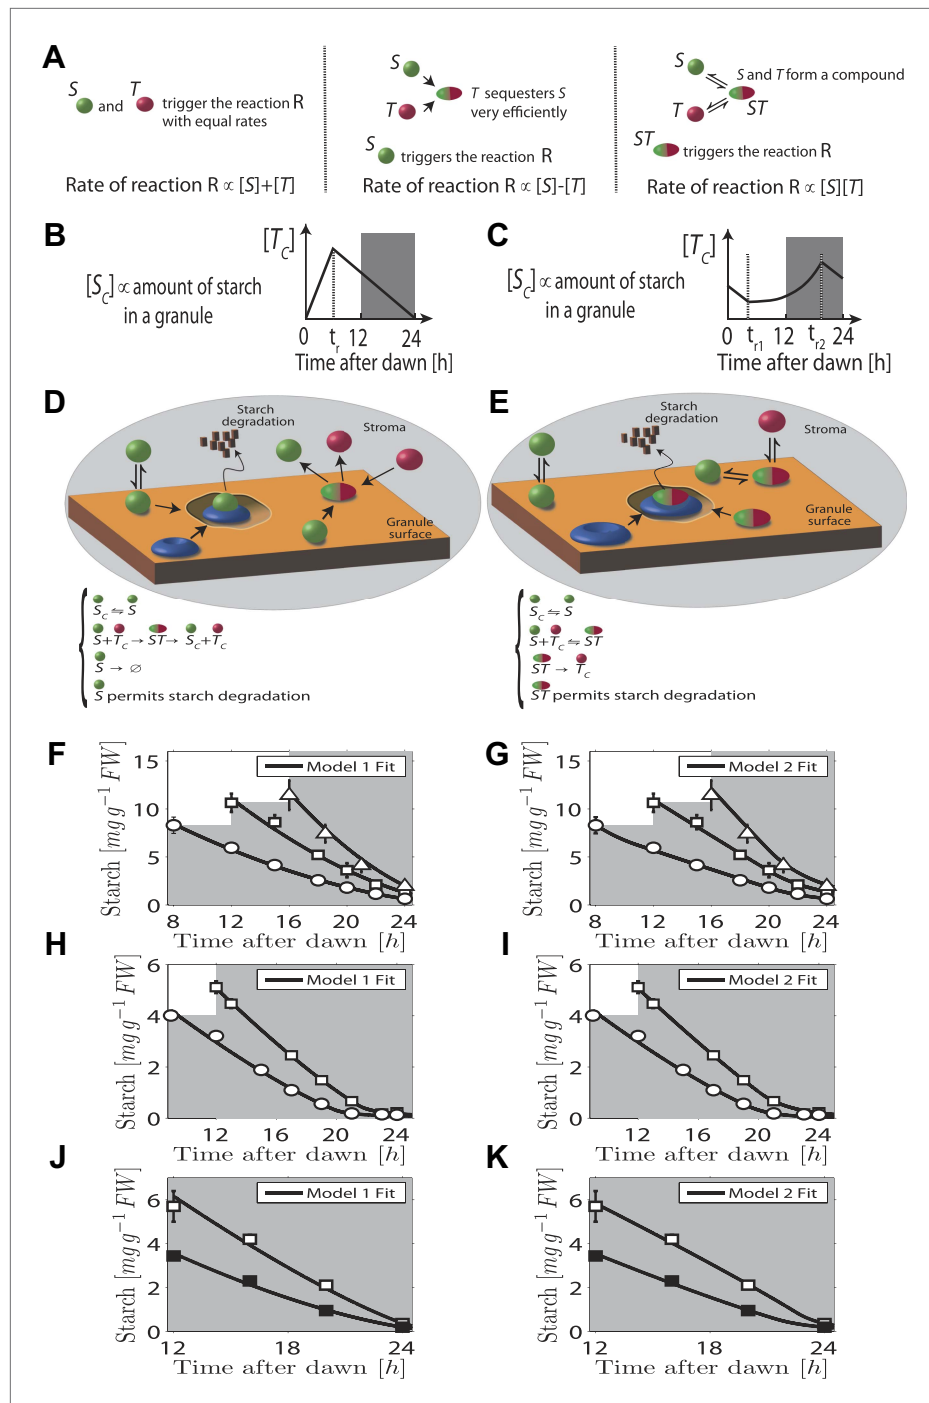 A
S and T trigger the reaction R
with equal rates
Rate of reaction R ∝ [S]+[T]
S
T
T sequesters S
very efficiently
S triggers the reaction R
Rate of reaction R ∝ [S]-[T]
S
T
ST
S and T form a compound
ST triggers the reaction R
Rate of reaction R ∝ [S][T]
B
[S_C] ∝ amount of starch
in a granule
[T_C]
0 t_r 12 24
Time after dawn [h]
C
[S_C] ∝ amount of starch
in a granule
[T_C]
0 t_r1 12 t_r2 24
Time after dawn [h]
D
Starch
degradation
Stroma
Granule
surface
S_C ⇋ S
S+T_C → ST → S_C+T_C
S → ∅
S permits starch degradation
E
Starch
degradation
Stroma
Granule
surface
S_C ⇋ S
S+T_C ⇋ ST
ST → T_C
ST permits starch degradation
F
Starch [mg g⁻¹ FW]
15
10
5
0
Model 1 Fit
8 12 16 20 24
Time after dawn [h]
G
Starch [mg g⁻¹ FW]
15
10
5
0
Model 2 Fit
8 12 16 20 24
Time after dawn [h]
H
Starch [mg g⁻¹ FW]
6
4
2
0
Model 1 Fit
12 16 20 24
Time after dawn [h]
I
Starch [mg g⁻¹ FW]
6
4
2
0
Model 2 Fit
12 16 20 24
Time after dawn [h]
J
Starch [mg g⁻¹ FW]
6
4
2
0
Model 1 Fit
12 18 24
Time after dawn [h]
K
Starch [mg g⁻¹ FW]
6
4
2
0
Model 2 Fit
12 18 24
Time after dawn [h]